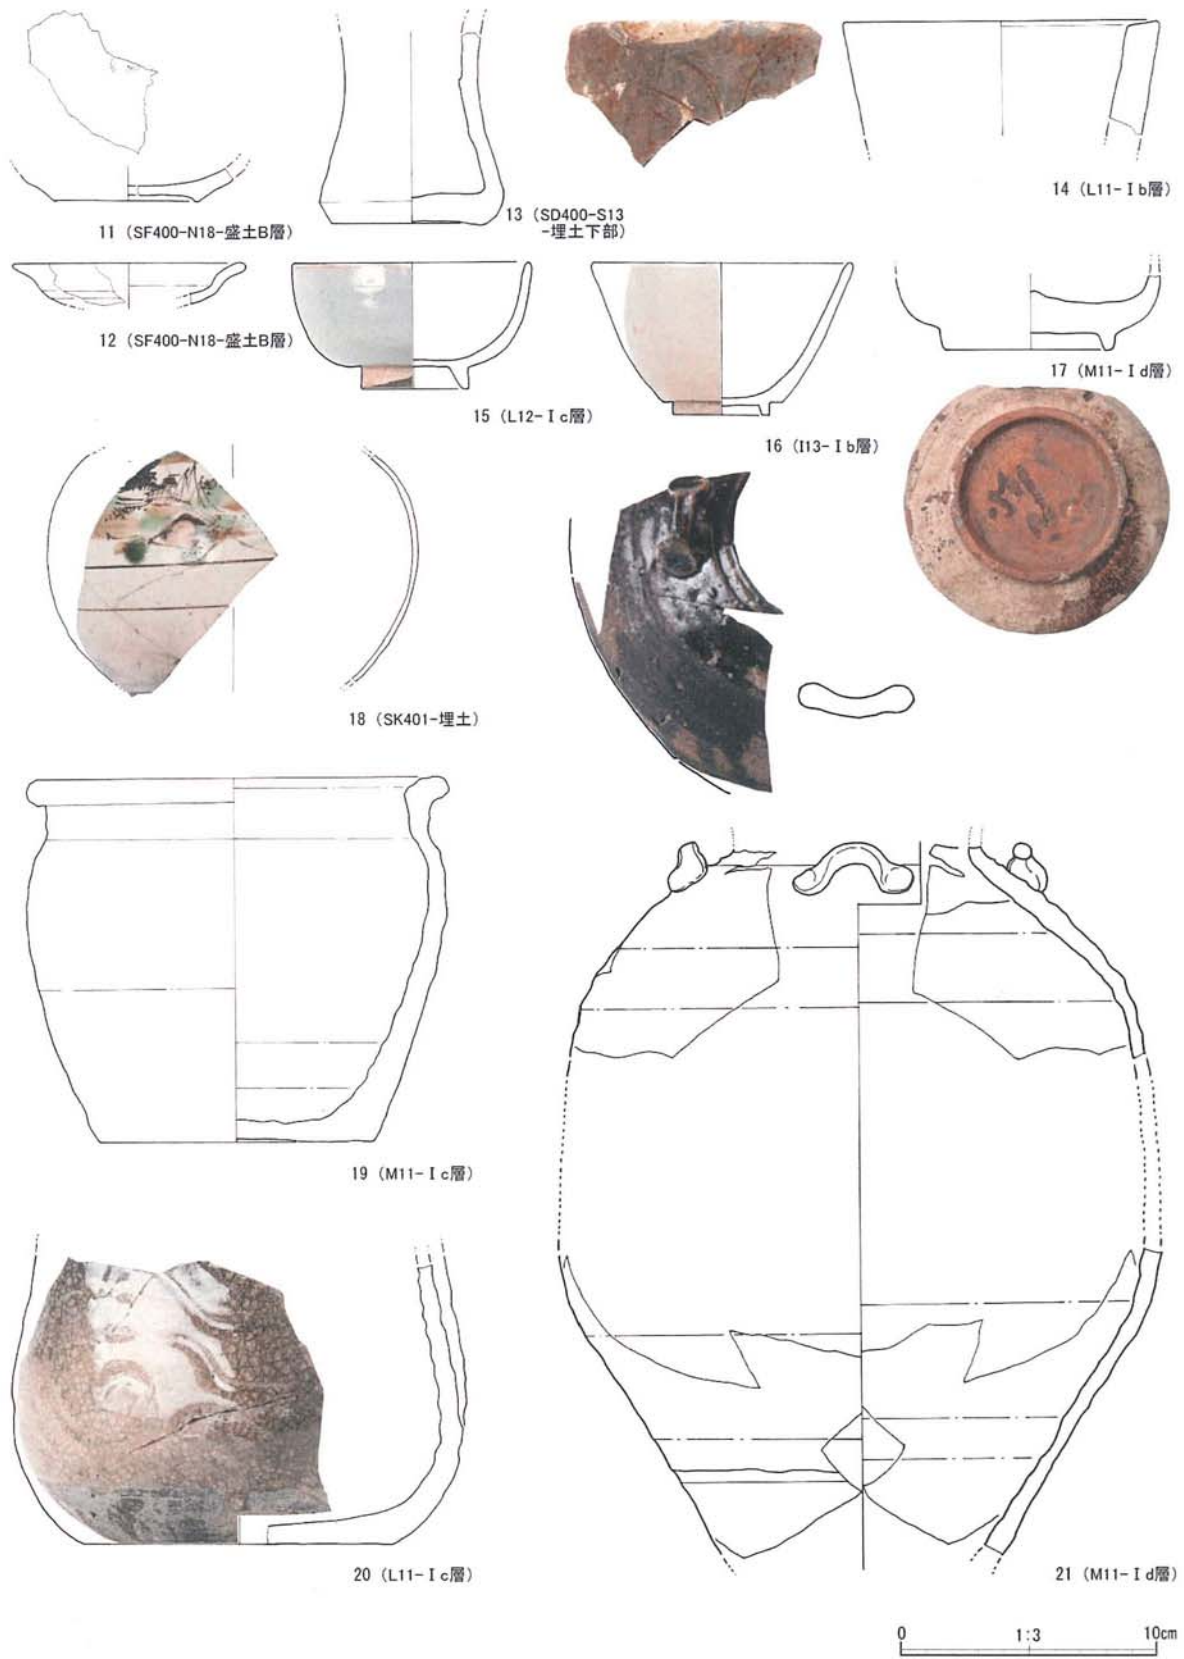 11（SF400-N18-盛土B層）
13（SD400-S13
-埋土下部）
14（L11-Ⅰb層）
12（SF400-N18-盛土B層）
15（L12-Ⅰc層）
16（I13-Ⅰb層）
17（M11-Ⅰd層）
18（SK401-埋土）
19（M11-Ⅰc層）
20（L11-Ⅰc層）
21（M11-Ⅰd層）
0 1:3 10cm